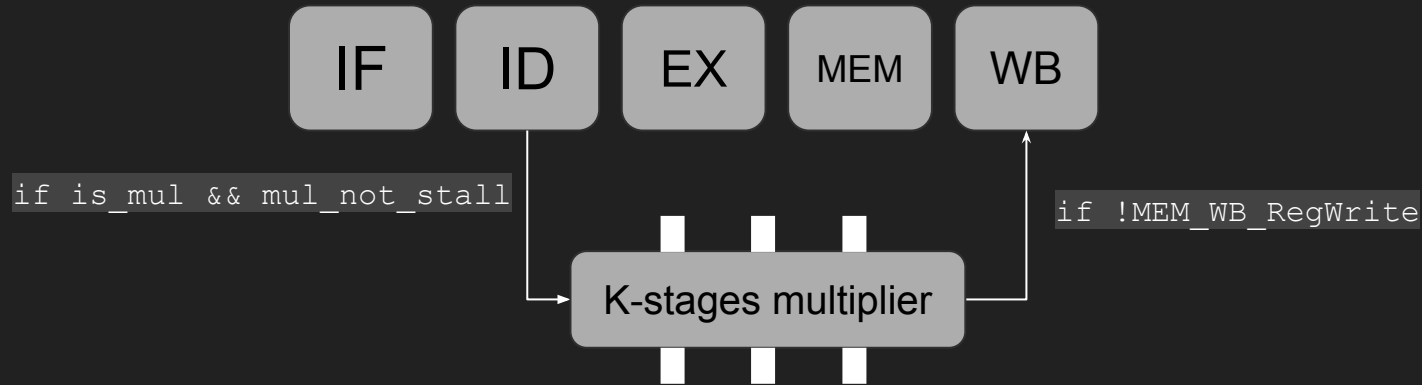 IF
ID
EX
MEM
WB
if is_mul && mul_not_stall
if !MEM_WB_RegWrite
K-stages multiplier